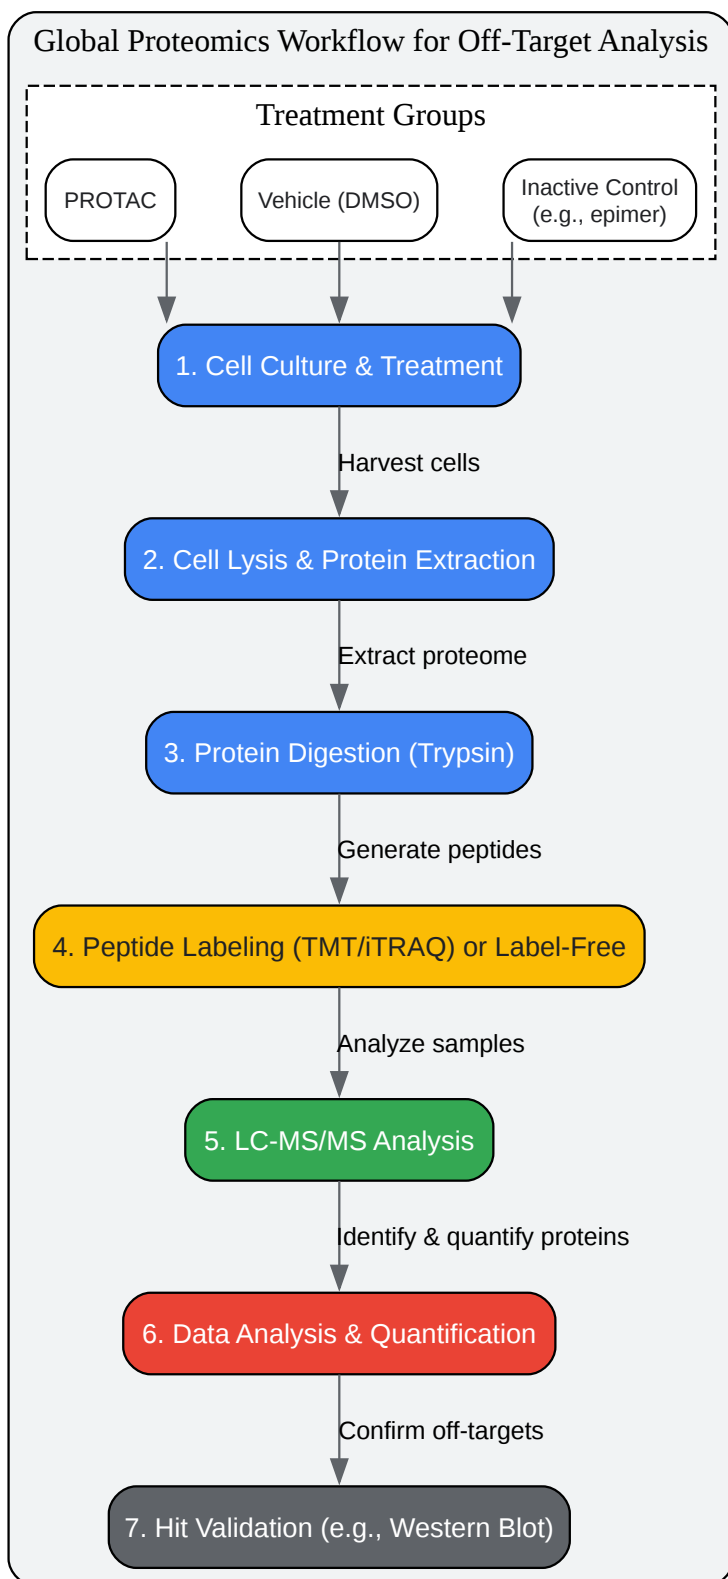 Global Proteomics Workflow for Off-Target Analysis
Treatment Groups
PROTAC
Vehicle (DMSO)
Inactive Control
(e.g., epimer)
1. Cell Culture & Treatment
Harvest cells
2. Cell Lysis & Protein Extraction
Extract proteome
3. Protein Digestion (Trypsin)
Generate peptides
4. Peptide Labeling (TMT/iTRAQ) or Label-Free
Analyze samples
5. LC-MS/MS Analysis
Identify & quantify proteins
6. Data Analysis & Quantification
Confirm off-targets
7. Hit Validation (e.g., Western Blot)